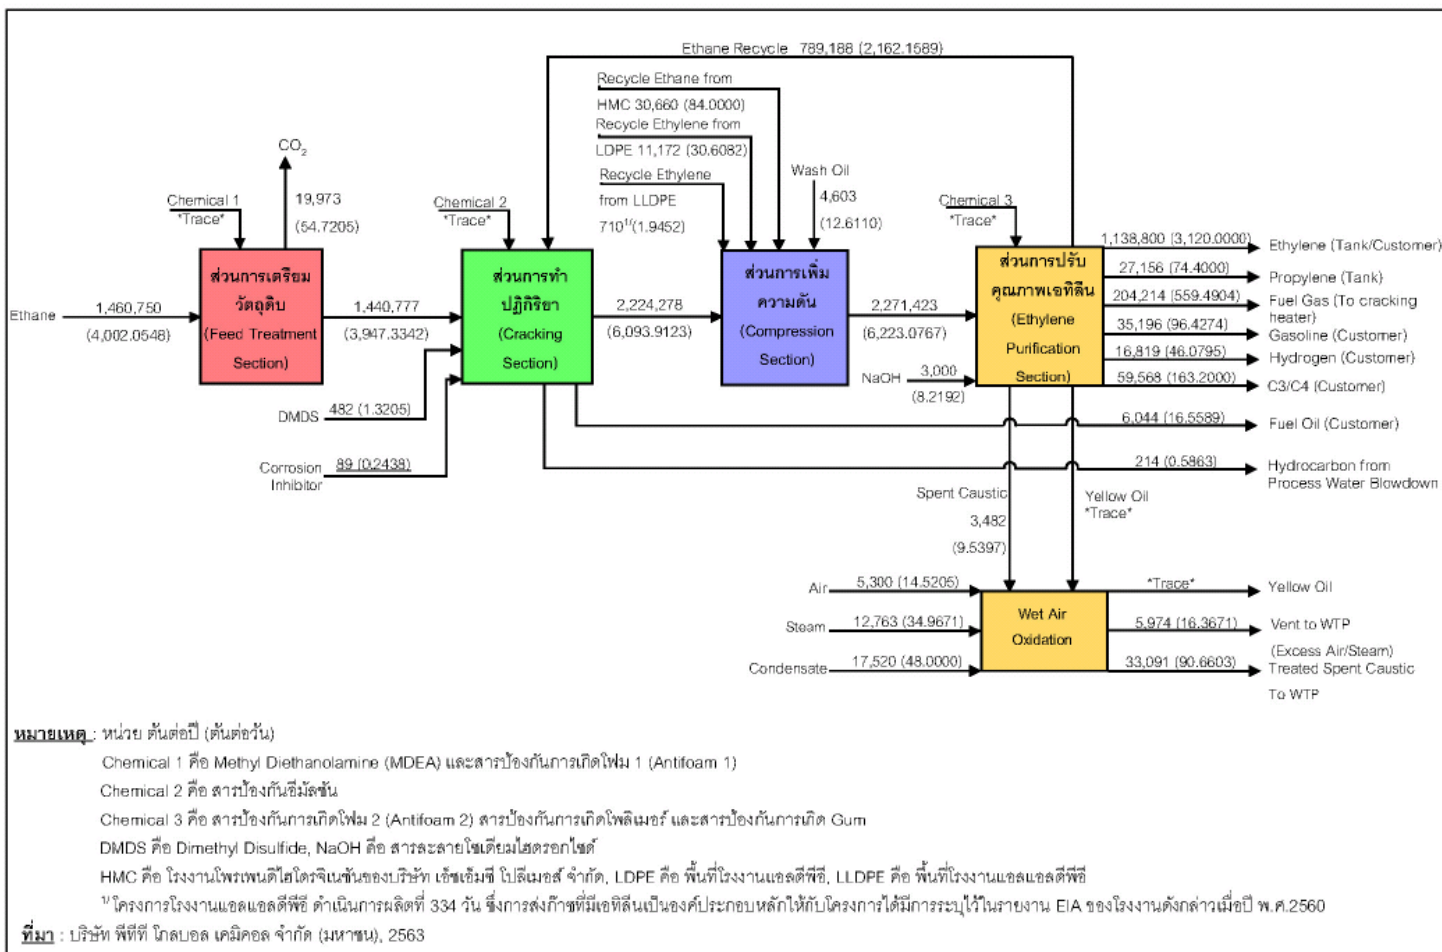 Ethane Recycle 789,188 (2,162.1589)
Recycle Ethane from
HMC 30,660 (84.0000)
Recycle Ethylene from
LDPE 11,172 (30.6082)
Recycle Ethylene
from LLDPE
710¹/(1.9452)
Wash Oil
4,603
(12.6110)
CO₂
19,973
(54.7205)
Chemical 1
*Trace*
Chemical 2
*Trace*
Chemical 3
*Trace*
Ethane
1,460,750
(4,002.0548)
ส่วนการเตรียม
วัตถุดิบ
(Feed Treatment
Section)
1,440,777
(3,947.3342)
ส่วนการทำ
ปฏิกิริยา
(Cracking
Section)
2,224,278
(6,093.9123)
ส่วนการเพิ่ม
ความดัน
(Compression
Section)
2,271,423
(6,223.0767)
ส่วนการปรับ
คุณภาพเอทิลีน
(Ethylene
Purification
Section)
DMDS 482 (1.3205)
Corrosion
Inhibitor
89 (0.2438)
NaOH 3,000
(8.2192)
1,138,800 (3,120.0000) Ethylene (Tank/Customer)
27,156 (74.4000) Propylene (Tank)
204,214 (559.4904) Fuel Gas (To cracking
heater)
35,196 (96.4274) Gasoline (Customer)
16,819 (46.0795) Hydrogen (Customer)
59,568 (163.2000) C3/C4 (Customer)
6,044 (16.5589) Fuel Oil (Customer)
214 (0.5863) Hydrocarbon from
Process Water Blowdown
Spent Caustic
3,482
(9.5397)
Yellow Oil
*Trace*
Air 5,300 (14.5205)
Steam 12,763 (34.9671)
Condensate 17,520 (48.0000)
Wet Air
Oxidation
*Trace* Yellow Oil
5,974 (16.3671) Vent to WTP
(Excess Air/Steam)
33,091 (90.6603) Treated Spent Caustic
To WTP
หมายเหตุ : หน่วย ตันต่อปี (ตันต่อวัน)
Chemical 1 คือ Methyl Diethanolamine (MDEA) และสารป้องกันการเกิดโฟม 1 (Antifoam 1)
Chemical 2 คือ สารป้องกันอีมัลชัน
Chemical 3 คือ สารป้องกันการเกิดโฟม 2 (Antifoam 2) สารป้องกันการเกิดโพลิเมอร์ และสารป้องกันการเกิด Gum
DMDS คือ Dimethyl Disulfide, NaOH คือ สารละลายโซเดียมไฮดรอกไซด์
HMC คือ โรงงานโพรเพนดีไฮโดรจิเนชันของบริษัท เอ็ชเอ็มซี โปลีเมอส์ จำกัด, LDPE คือ พื้นที่โรงงานแอลดีพีอี, LLDPE คือ พื้นที่โรงงานแอลแอลดีพีอี
¹/ โครงการโรงงานแอลแอลดีพีอี ดำเนินการผลิตที่ 334 วัน ซึ่งการส่งก๊าซที่มีเอทิลีนเป็นองค์ประกอบหลักให้กับโครงการได้มีการระบุไว้ในรายงาน EIA ของโรงงานดังกล่าวเมื่อปี พ.ศ.2560
ที่มา : บริษัท พีทีที โกลบอล เคมิคอล จำกัด (มหาชน), 2563